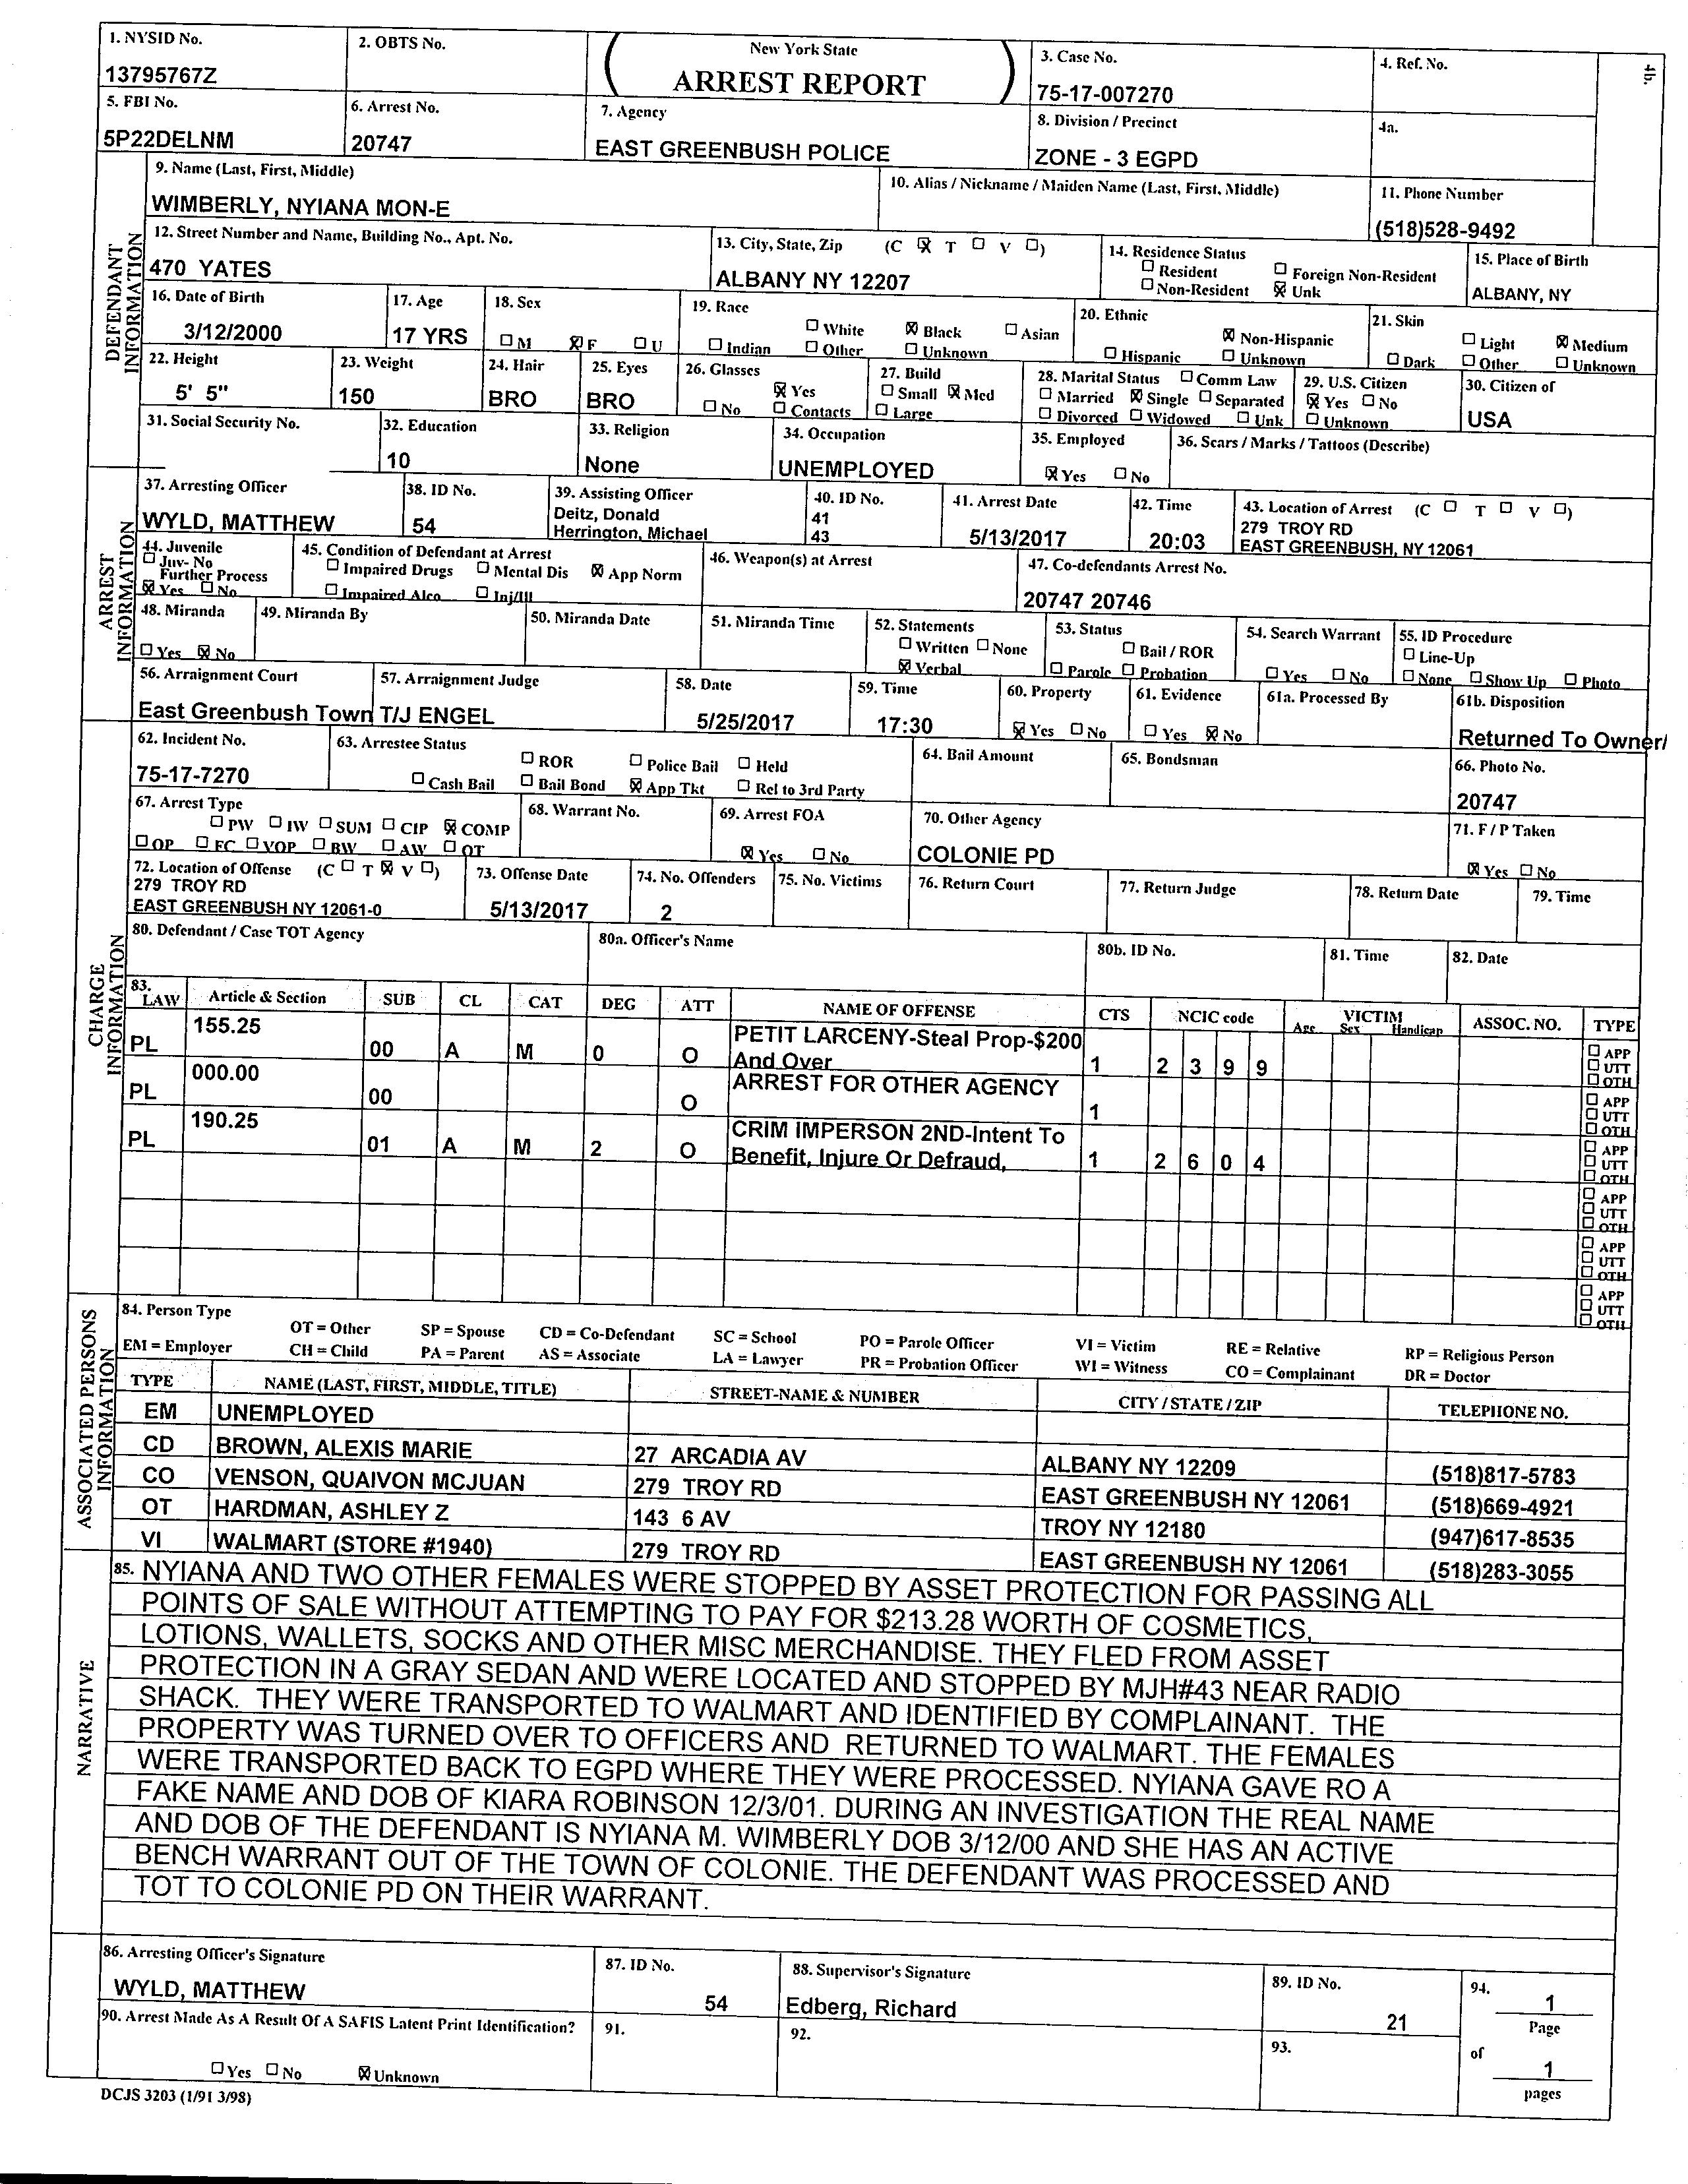 1. NYSID No.
13795767Z
2. OBTS No.
New York State
ARREST REPORT
3. Case No.
75-17-007270
4. Ref. No.
4b.
5. FBI No.
5P22DELNM
6. Arrest No.
20747
7. Agency
EAST GREENBUSH POLICE
8. Division / Precinct
ZONE - 3 EGPD
4a.
DEFENDANT INFORMATION
9. Name (Last, First, Middle)
WIMBERLY, NYIANA MON-E
10. Alias / Nickname / Maiden Name (Last, First, Middle)
11. Phone Number
(518)528-9492
12. Street Number and Name, Building No., Apt. No.
470 YATES
13. City, State, Zip (C ☒ T ☐ V ☐)
ALBANY NY 12207
14. Residence Status
☐ Resident ☐ Foreign Non-Resident
☐ Non-Resident ☒ Unk
15. Place of Birth
ALBANY, NY
16. Date of Birth
3/12/2000
17. Age
17 YRS
18. Sex
☐ M ☒ F ☐ U
19. Race
☐ White ☒ Black ☐ Asian
☐ Indian ☐ Other ☐ Unknown
20. Ethnic
☒ Non-Hispanic
☐ Hispanic ☐ Unknown
21. Skin
☐ Light ☒ Medium
☐ Dark ☐ Other ☐ Unknown
22. Height
5' 5"
23. Weight
150
24. Hair
BRO
25. Eyes
BRO
26. Glasses
☒ Yes
☐ No ☐ Contacts
27. Build
☐ Small ☒ Med
☐ Large
28. Marital Status ☐ Comm Law
☐ Married ☒ Single ☐ Separated
☐ Divorced ☐ Widowed ☐ Unk
29. U.S. Citizen
☒ Yes ☐ No
☐ Unknown
30. Citizen of
USA
31. Social Security No.
32. Education
10
33. Religion
None
34. Occupation
UNEMPLOYED
35. Employed
☒ Yes ☐ No
36. Scars / Marks / Tattoos (Describe)
ARREST INFORMATION
37. Arresting Officer
WYLD, MATTHEW
38. ID No.
54
39. Assisting Officer
Deitz, Donald
Herrington, Michael
40. ID No.
41
43
41. Arrest Date
5/13/2017
42. Time
20:03
43. Location of Arrest (C ☐ T ☐ V ☐)
279 TROY RD
EAST GREENBUSH, NY 12061
44. Juvenile
☐ Juv- No
Further Process
☒ Yes ☐ No
45. Condition of Defendant at Arrest
☐ Impaired Drugs ☐ Mental Dis ☒ App Norm
☐ Impaired Alco ☐ Inj/Ill
46. Weapon(s) at Arrest
47. Co-defendants Arrest No.
20747 20746
48. Miranda
☐ Yes ☒ No
49. Miranda By
50. Miranda Date
51. Miranda Time
52. Statements
☐ Written ☐ None
☒ Verbal
53. Status
☐ Bail / ROR
☐ Parole ☐ Probation
54. Search Warrant
☐ Yes ☐ No
55. ID Procedure
☐ Line-Up
☐ None ☐ Show Up ☐ Photo
56. Arraignment Court
East Greenbush Town
57. Arraignment Judge
T/J ENGEL
58. Date
5/25/2017
59. Time
17:30
60. Property
☒ Yes ☐ No
61. Evidence
☐ Yes ☒ No
61a. Processed By
61b. Disposition
Returned To Owner/
CHARGE INFORMATION
62. Incident No.
75-17-7270
63. Arrestee Status
☐ ROR ☐ Police Bail ☐ Held
☐ Cash Bail ☐ Bail Bond ☒ App Tkt ☐ Rel to 3rd Party
64. Bail Amount
65. Bondsman
66. Photo No.
20747
67. Arrest Type
☐ PW ☐ IW ☐ SUM ☐ CIP ☒ COMP
☐ OP ☐ FC ☐ VOP ☐ BW ☐ AW ☐ OT
68. Warrant No.
69. Arrest FOA
☒ Yes ☐ No
70. Other Agency
COLONIE PD
71. F / P Taken
☒ Yes ☐ No
72. Location of Offense (C ☐ T ☒ V ☐)
279 TROY RD
EAST GREENBUSH NY 12061-0
73. Offense Date
5/13/2017
74. No. Offenders
2
75. No. Victims
76. Return Court
77. Return Judge
78. Return Date
79. Time
80. Defendant / Case TOT Agency
80a. Officer's Name
80b. ID No.
81. Time
82. Date
83. LAW Article & Section SUB CL CAT DEG ATT NAME OF OFFENSE CTS NCIC code VICTIM Age Sex Handicap ASSOC. NO. TYPE
PL 155.25 00 A M 0 O PETIT LARCENY-Steal Prop-$200 And Over 1 2 3 9 9 ☐ APP ☐ UTT ☐ OTH
PL 000.00 00 O ARREST FOR OTHER AGENCY 1 ☐ APP ☐ UTT ☐ OTH
PL 190.25 01 A M 2 O CRIM IMPERSON 2ND-Intent To Benefit, Injure Or Defraud, 1 2 6 0 4 ☐ APP ☐ UTT ☐ OTH
☐ APP ☐ UTT ☐ OTH
☐ APP ☐ UTT ☐ OTH
☐ APP ☐ UTT ☐ OTH
ASSOCIATED PERSONS INFORMATION
84. Person Type
OT = Other SP = Spouse CD = Co-Defendant SC = School PO = Parole Officer VI = Victim RE = Relative RP = Religious Person
EM = Employer CH = Child PA = Parent AS = Associate LA = Lawyer PR = Probation Officer WI = Witness CO = Complainant DR = Doctor
TYPE NAME (LAST, FIRST, MIDDLE, TITLE) STREET-NAME & NUMBER CITY / STATE / ZIP TELEPHONE NO.
EM UNEMPLOYED
CD BROWN, ALEXIS MARIE 27 ARCADIA AV ALBANY NY 12209 (518)817-5783
CO VENSON, QUAIVON MCJUAN 279 TROY RD EAST GREENBUSH NY 12061 (518)669-4921
OT HARDMAN, ASHLEY Z 143 6 AV TROY NY 12180 (947)617-8535
VI WALMART (STORE #1940) 279 TROY RD EAST GREENBUSH NY 12061 (518)283-3055
NARRATIVE
85. NYIANA AND TWO OTHER FEMALES WERE STOPPED BY ASSET PROTECTION FOR PASSING ALL
POINTS OF SALE WITHOUT ATTEMPTING TO PAY FOR $213.28 WORTH OF COSMETICS,
LOTIONS, WALLETS, SOCKS AND OTHER MISC MERCHANDISE. THEY FLED FROM ASSET
PROTECTION IN A GRAY SEDAN AND WERE LOCATED AND STOPPED BY MJH#43 NEAR RADIO
SHACK. THEY WERE TRANSPORTED TO WALMART AND IDENTIFIED BY COMPLAINANT. THE
PROPERTY WAS TURNED OVER TO OFFICERS AND RETURNED TO WALMART. THE FEMALES
WERE TRANSPORTED BACK TO EGPD WHERE THEY WERE PROCESSED. NYIANA GAVE RO A
FAKE NAME AND DOB OF KIARA ROBINSON 12/3/01. DURING AN INVESTIGATION THE REAL NAME
AND DOB OF THE DEFENDANT IS NYIANA M. WIMBERLY DOB 3/12/00 AND SHE HAS AN ACTIVE
BENCH WARRANT OUT OF THE TOWN OF COLONIE. THE DEFENDANT WAS PROCESSED AND
TOT TO COLONIE PD ON THEIR WARRANT.
86. Arresting Officer's Signature
WYLD, MATTHEW
87. ID No.
54
88. Supervisor's Signature
Edberg, Richard
89. ID No.
21
94.
1
Page
of
1
pages
90. Arrest Made As A Result Of A SAFIS Latent Print Identification?
☐ Yes ☐ No ☒ Unknown
91.
92.
93.
DCJS 3203 (1/91 3/98)